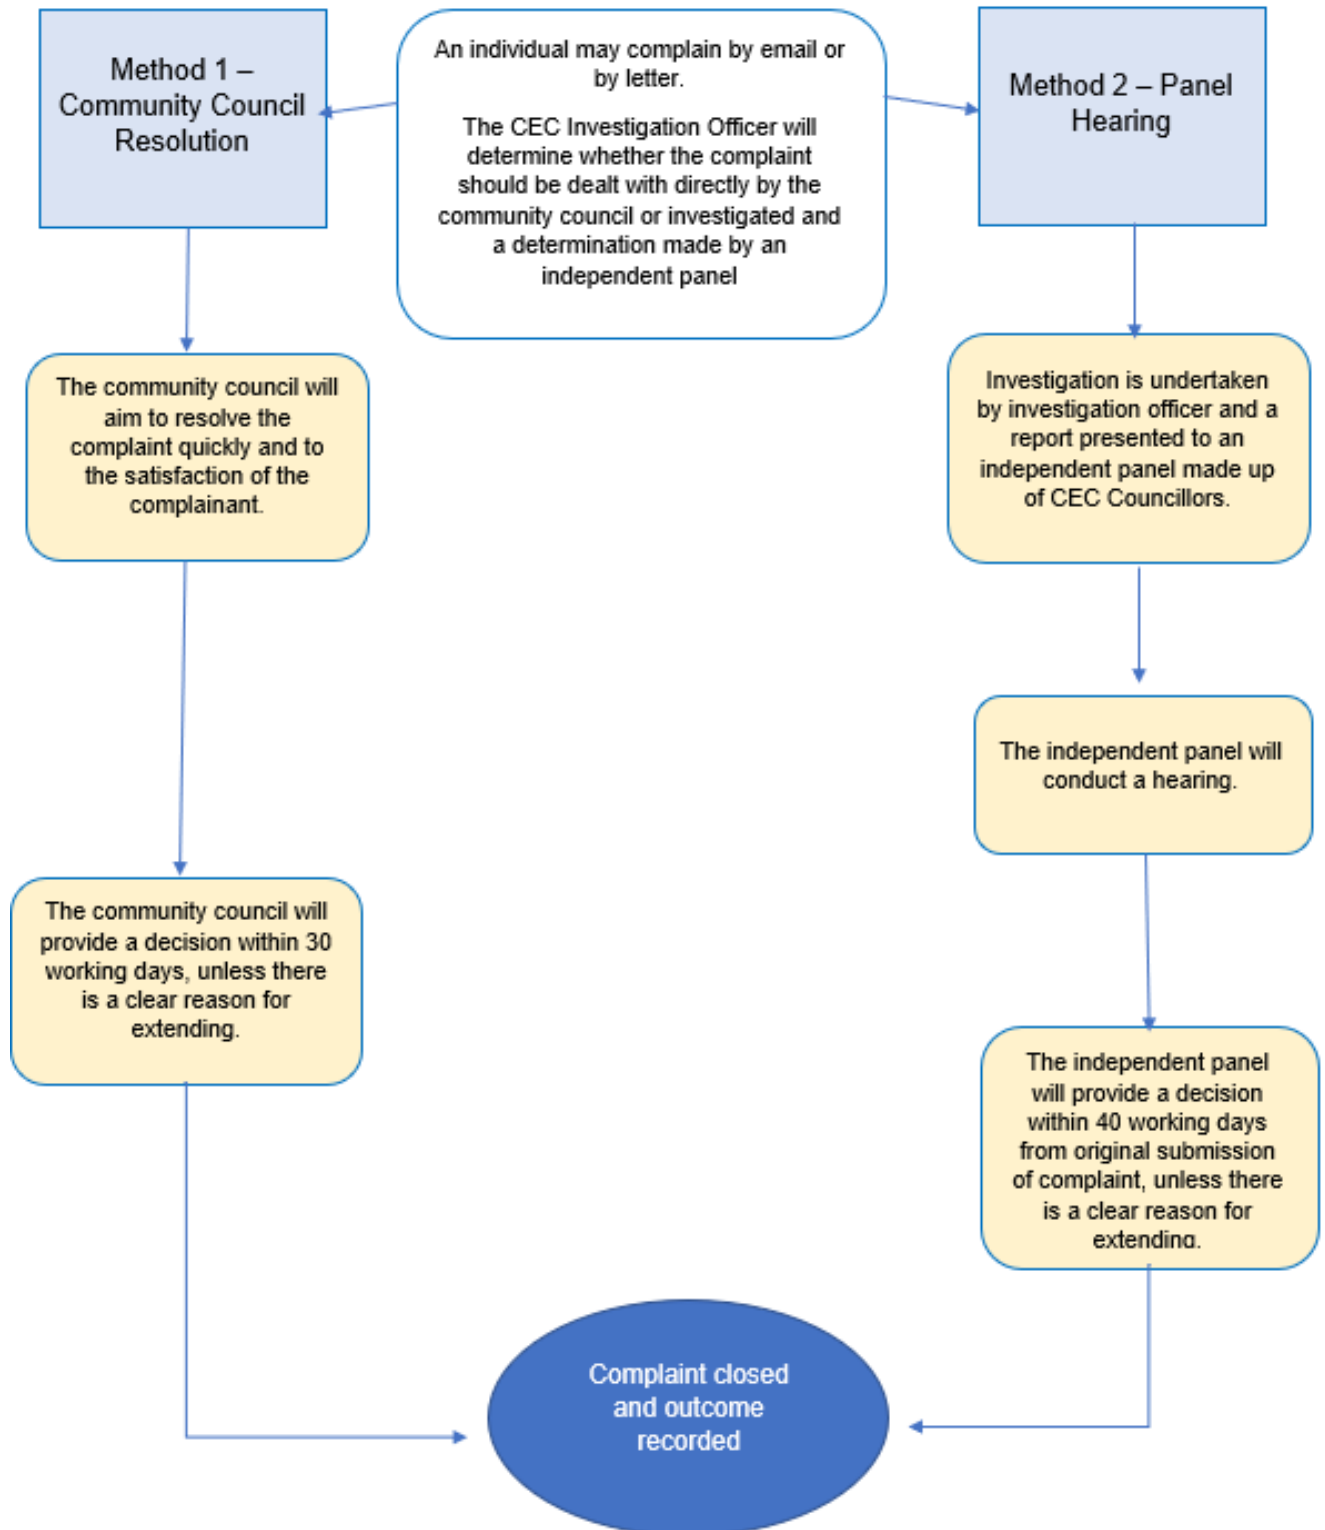 Method 1 –
Community Council
Resolution
An individual may complain by email or
by letter.
The CEC Investigation Officer will
determine whether the complaint
should be dealt with directly by the
community council or investigated and
a determination made by an
independent panel
Method 2 – Panel
Hearing
The community council will
aim to resolve the
complaint quickly and to
the satisfaction of the
complainant.
Investigation is undertaken
by investigation officer and a
report presented to an
independent panel made up
of CEC Councillors.
The independent panel will
conduct a hearing.
The community council will
provide a decision within 30
working days, unless there
is a clear reason for
extending.
The independent panel
will provide a decision
within 40 working days
from original submission
of complaint, unless there
is a clear reason for
extending.
Complaint closed
and outcome
recorded